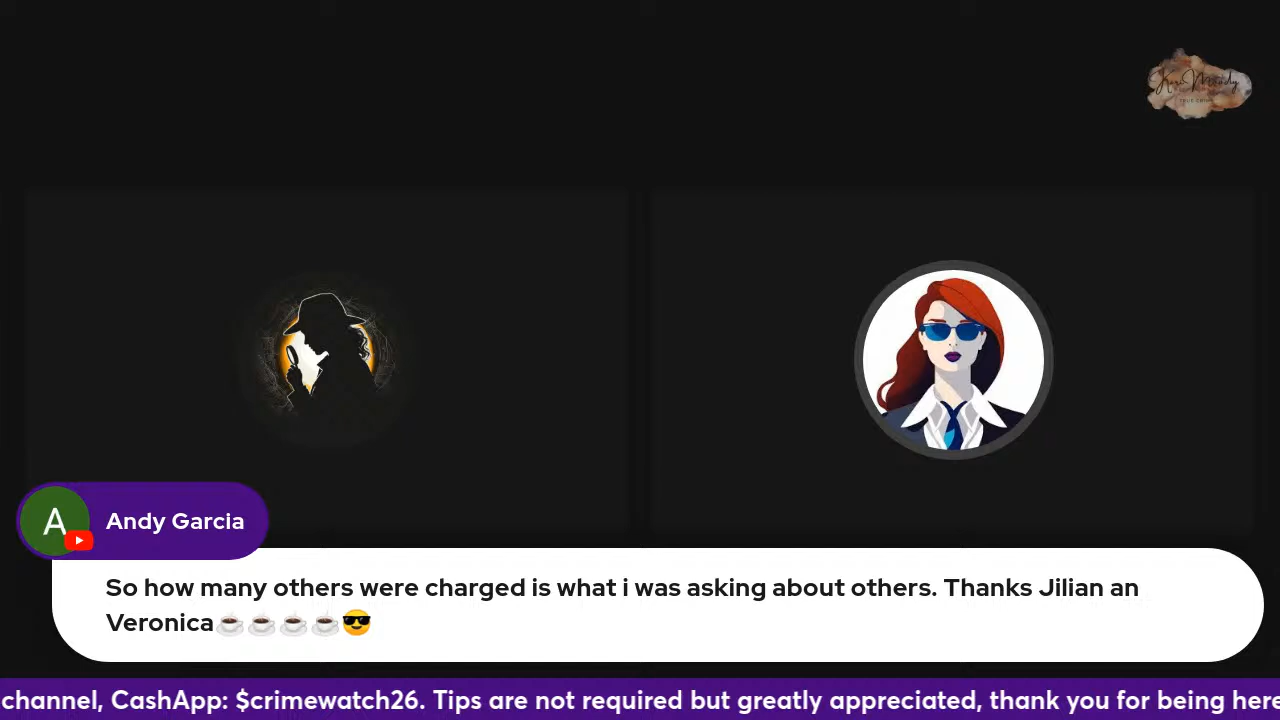 A
Andy Garcia
So how many others were charged is what i was asking about others. Thanks Jilian an
Veronica☕☕☕☕😎
channel, CashApp: $crimewatch26. Tips are not required but greatly appreciated, thank you for being here